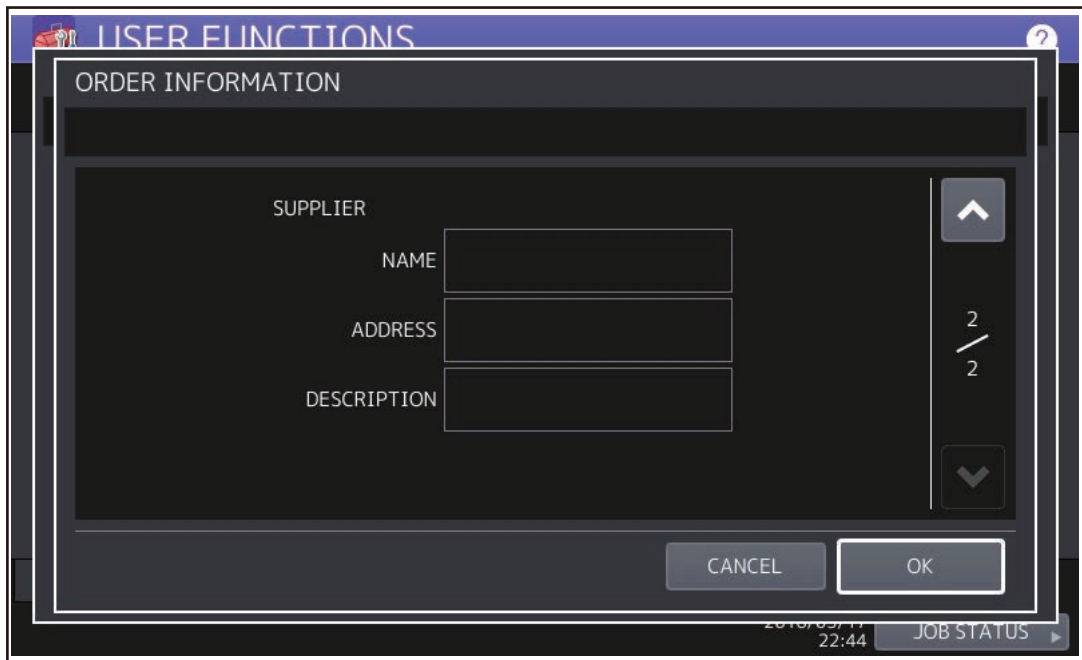 USER FUNCTIONS
?
ORDER INFORMATION
SUPPLIER
NAME
ADDRESS
2
2
DESCRIPTION
CANCEL
OK
22:44
JOB STATUS